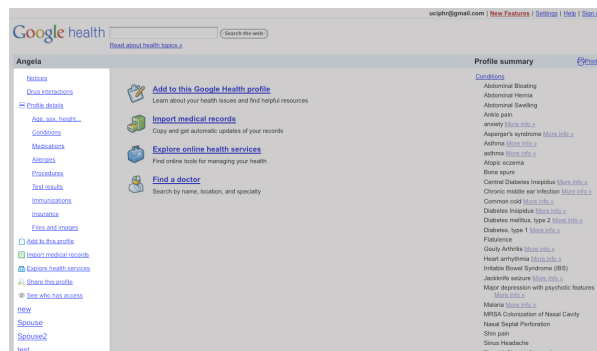 uciphr@gmail.com | New Features | Settings | Help | Sign
Google health
Search the web
Read about health topics »
Angela
Profile summary
Print
Notices
Drug interactions
Profile details
Age, sex, height...
Conditions
Medications
Allergies
Procedures
Test results
Immunizations
Insurance
Files and images
Add to this profile
Import medical records
Explore health services
Share this profile
See who has access
new
Spouse
Spouse2
test
Add to this Google Health profile
Learn about your health issues and find helpful resources
Import medical records
Copy and get automatic updates of your records
Explore online health services
Find online tools for managing your health
Find a doctor
Search by name, location, and specialty
Conditions
Abdominal Bloating
Abdominal Hernia
Abdominal Swelling
Ankle pain
anxiety More info »
Asperger's syndrome More info »
Asthma More info »
asthma More info »
Atopic eczema
Bone spurs
Central Diabetes Insipidus More info »
Chronic middle ear infection More info »
Common cold More info »
Diabetes Insipidus More info »
Diabetes mellitus, type 2 More info »
Diabetes, type 1 More info »
Flatulence
Gouty Arthritis More info »
Heart arrhythmia More info »
Irritable Bowel Syndrome (IBS)
Jackknife seizure More info »
Major depression with psychotic features
More info »
Malaria More info »
MRSA Colonization of Nasal Cavity
Nasal Septal Perforation
Shin pain
Sinus Headache